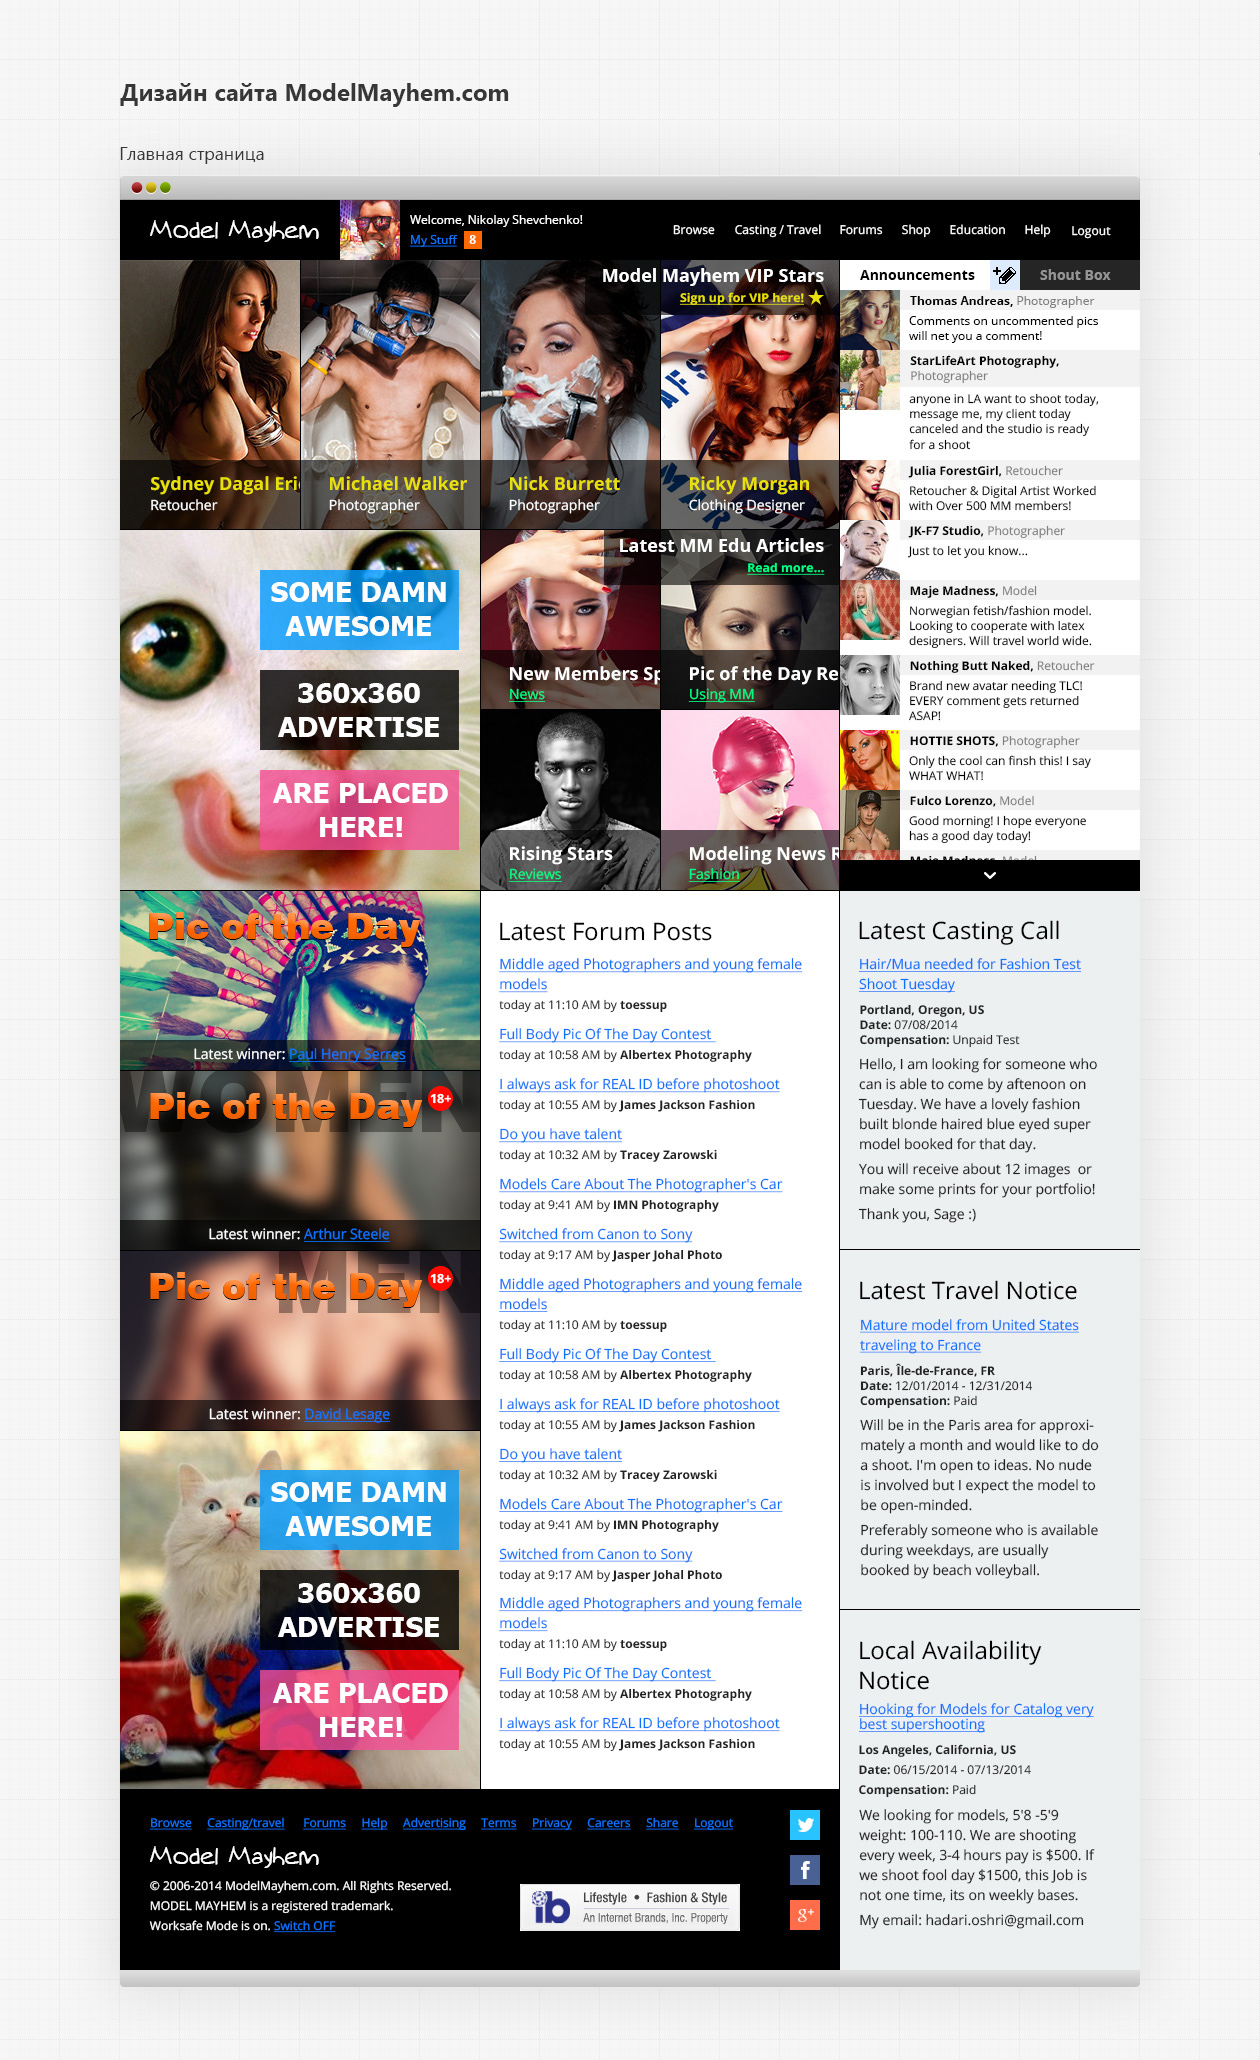 Дизайн сайта ModelMayhem.com
Главная страница
Model Mayhem
Welcome, Nikolay Shevchenko!
My Stuff 8
Browse Casting / Travel Forums Shop Education Help Logout
Model Mayhem VIP Stars
Sign up for VIP here!
Sydney Dagal Eri
Retoucher
Michael Walker
Photographer
Nick Burrett
Photographer
Ricky Morgan
Clothing Designer
SOME DAMN
AWESOME
360x360
ADVERTISE
ARE PLACED
HERE!
Latest MM Edu Articles
Read more...
New Members Sp
News
Pic of the Day Re
Using MM
Rising Stars
Reviews
Modeling News R
Fashion
Announcements
Shout Box
Thomas Andreas, Photographer
Comments on uncommented pics
will net you a comment!
StarLifeArt Photography,
Photographer
anyone in LA want to shoot today,
message me, my client today
canceled and the studio is ready
for a shoot
Julia ForestGirl, Retoucher
Retoucher & Digital Artist Worked
with Over 500 MM members!
JK-F7 Studio, Photographer
Just to let you know...
Maje Madness, Model
Norwegian fetish/fashion model.
Looking to cooperate with latex
designers. Will travel world wide.
Nothing Butt Naked, Retoucher
Brand new avatar needing TLC!
EVERY comment gets returned
ASAP!
HOTTIE SHOTS, Photographer
Only the cool can finsh this! I say
WHAT WHAT!
Fulco Lorenzo, Model
Good morning! I hope everyone
has a good day today!
Maje Madness, Model
Pic of the Day
Latest winner: Paul Henry Serres
WOMEN
Pic of the Day 18+
Latest winner: Arthur Steele
MEN
Pic of the Day 18+
Latest winner: David Lesage
SOME DAMN
AWESOME
360x360
ADVERTISE
ARE PLACED
HERE!
Latest Forum Posts
Middle aged Photographers and young female
models
today at 11:10 AM by toessup
Full Body Pic Of The Day Contest
today at 10:58 AM by Albertex Photography
I always ask for REAL ID before photoshoot
today at 10:55 AM by James Jackson Fashion
Do you have talent
today at 10:32 AM by Tracey Zarowski
Models Care About The Photographer's Car
today at 9:41 AM by IMN Photography
Switched from Canon to Sony
today at 9:17 AM by Jasper Johal Photo
Middle aged Photographers and young female
models
today at 11:10 AM by toessup
Full Body Pic Of The Day Contest
today at 10:58 AM by Albertex Photography
I always ask for REAL ID before photoshoot
today at 10:55 AM by James Jackson Fashion
Do you have talent
today at 10:32 AM by Tracey Zarowski
Models Care About The Photographer's Car
today at 9:41 AM by IMN Photography
Switched from Canon to Sony
today at 9:17 AM by Jasper Johal Photo
Middle aged Photographers and young female
models
today at 11:10 AM by toessup
Full Body Pic Of The Day Contest
today at 10:58 AM by Albertex Photography
I always ask for REAL ID before photoshoot
today at 10:55 AM by James Jackson Fashion
Latest Casting Call
Hair/Mua needed for Fashion Test
Shoot Tuesday
Portland, Oregon, US
Date: 07/08/2014
Compensation: Unpaid Test
Hello, I am looking for someone who
can is able to come by aftenoon on
Tuesday. We have a lovely fashion
built blonde haired blue eyed super
model booked for that day.
You will receive about 12 images or
make some prints for your portfolio!
Thank you, Sage :)
Latest Travel Notice
Mature model from United States
traveling to France
Paris, Île-de-France, FR
Date: 12/01/2014 - 12/31/2014
Compensation: Paid
Will be in the Paris area for approxi-
mately a month and would like to do
a shoot. I'm open to ideas. No nude
is involved but I expect the model to
be open-minded.
Preferably someone who is available
during weekdays, are usually
booked by beach volleyball.
Local Availability
Notice
Hooking for Models for Catalog very
best supershooting
Los Angeles, California, US
Date: 06/15/2014 - 07/13/2014
Compensation: Paid
We looking for models, 5'8 -5'9
weight: 100-110. We are shooting
every week, 3-4 hours pay is $500. If
we shoot fool day $1500, this Job is
not one time, its on weekly bases.
My email: hadari.oshri@gmail.com
Browse Casting/travel Forums Help Advertising Terms Privacy Careers Share Logout
Model Mayhem
© 2006-2014 ModelMayhem.com. All Rights Reserved.
MODEL MAYHEM is a registered trademark.
Worksafe Mode is on. Switch OFF
ib
Lifestyle • Fashion & Style
An Internet Brands, Inc. Property
f
g+